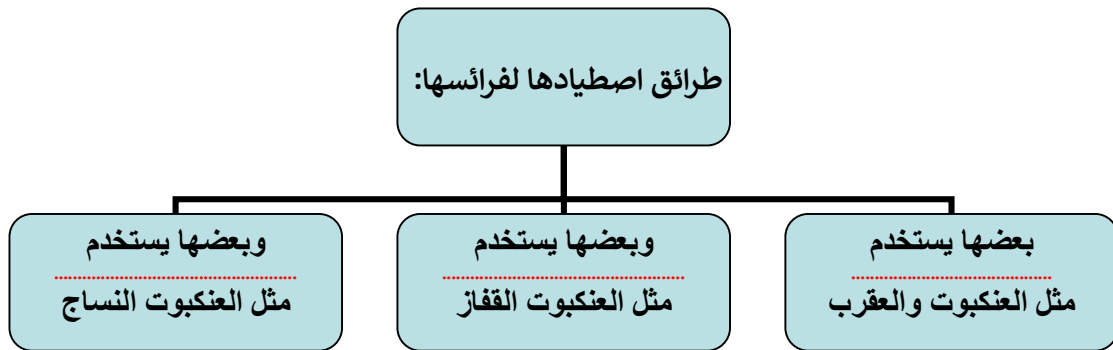 طرائق اصطيادها لفرائسها:
بعضها يستخدم
......................................................
مثل العنكبوت والعقرب
وبعضها يستخدم
......................................................
مثل العنكبوت القفاز
وبعضها يستخدم
......................................................
مثل العنكبوت النساج